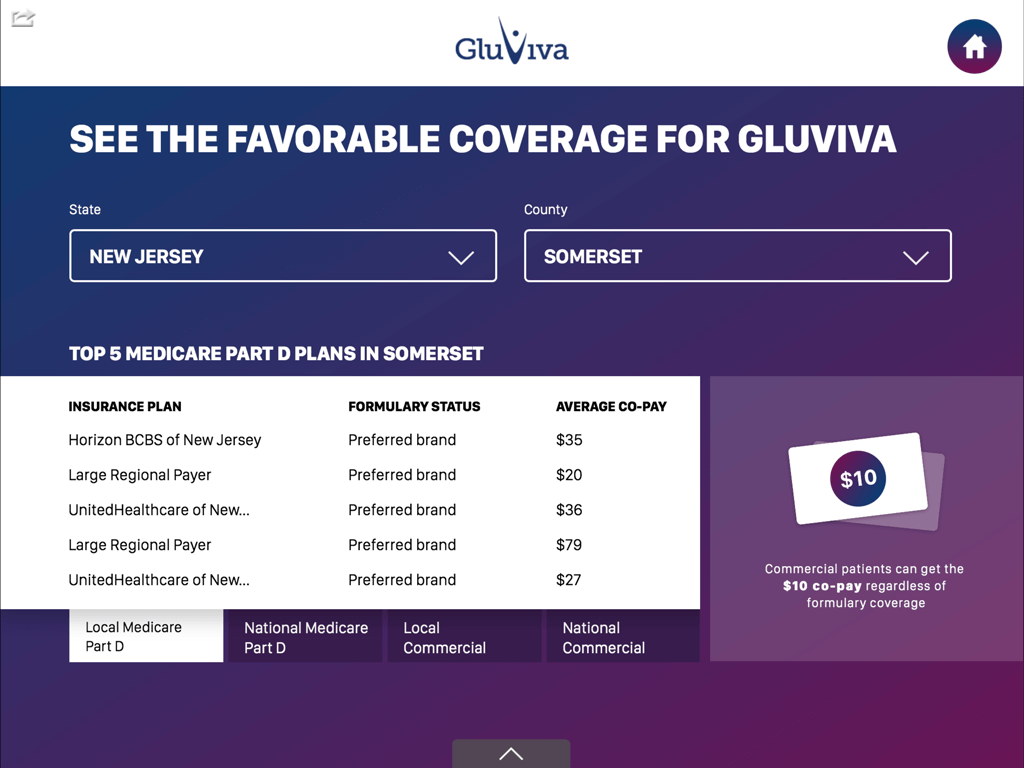 GluViva
SEE THE FAVORABLE COVERAGE FOR GLUVIVA
State
County
NEW JERSEY
SOMERSET
TOP 5 MEDICARE PART D PLANS IN SOMERSET
INSURANCE PLAN FORMULARY STATUS AVERAGE CO-PAY
Horizon BCBS of New Jersey Preferred brand $35
Large Regional Payer Preferred brand $20
UnitedHealthcare of New... Preferred brand $36
Large Regional Payer Preferred brand $79
UnitedHealthcare of New... Preferred brand $27
$10
Commercial patients can get the
$10 co-pay regardless of
formulary coverage
Local Medicare
Part D
National Medicare
Part D
Local
Commercial
National
Commercial